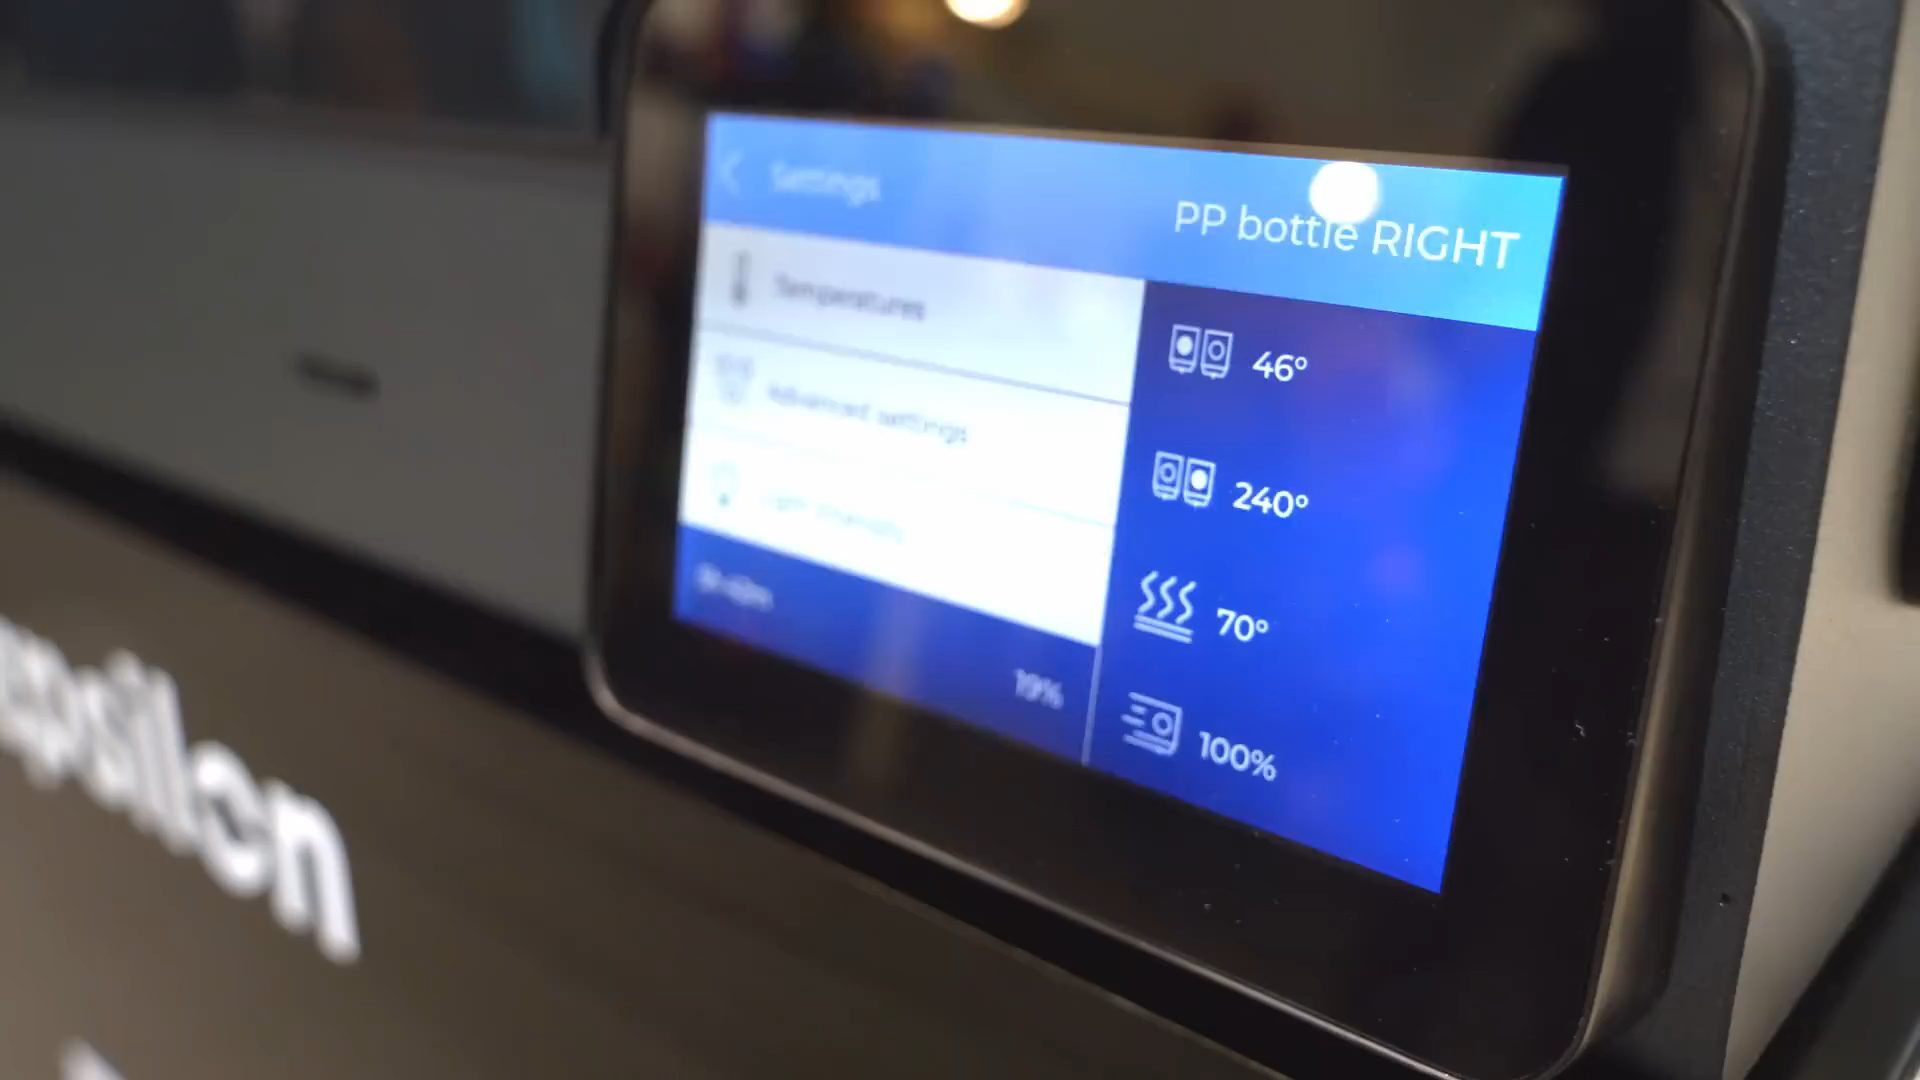 Settings
PP bottle RIGHT
Temperatures
Advanced settings
46°
240°
70°
100%
19%
epsilon